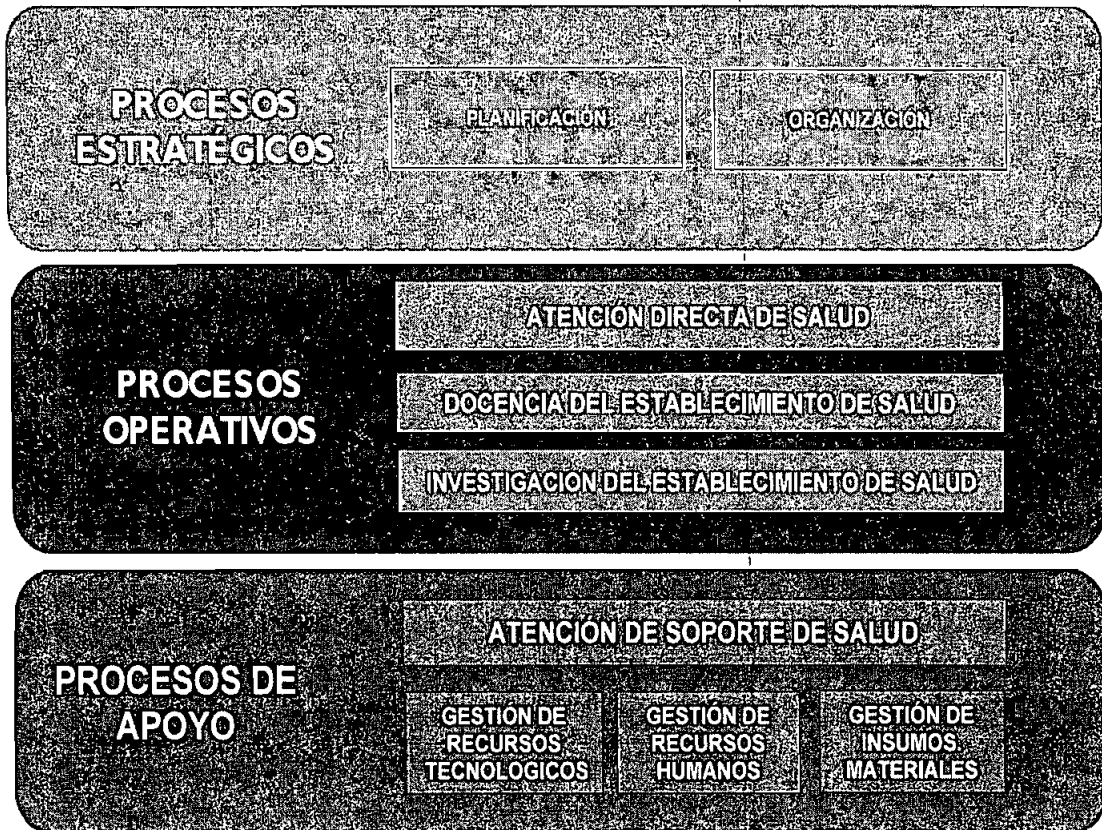 PROCESOS
ESTRATÉGICOS
PLANIFICACIÓN
ORGANIZACIÓN
PROCESOS
OPERATIVOS
ATENCIÓN DIRECTA DE SALUD
DOCENCIA DEL ESTABLECIMIENTO DE SALUD
INVESTIGACION DEL ESTABLECIMIENTO DE SALUD
PROCESOS DE
APOYO
ATENCIÓN DE SOPORTE DE SALUD
GESTIÓN DE
RECURSOS
TECNOLOGICOS
GESTIÓN DE
RECURSOS
HUMANOS
GESTIÓN DE
INSUMOS
MATERIALES